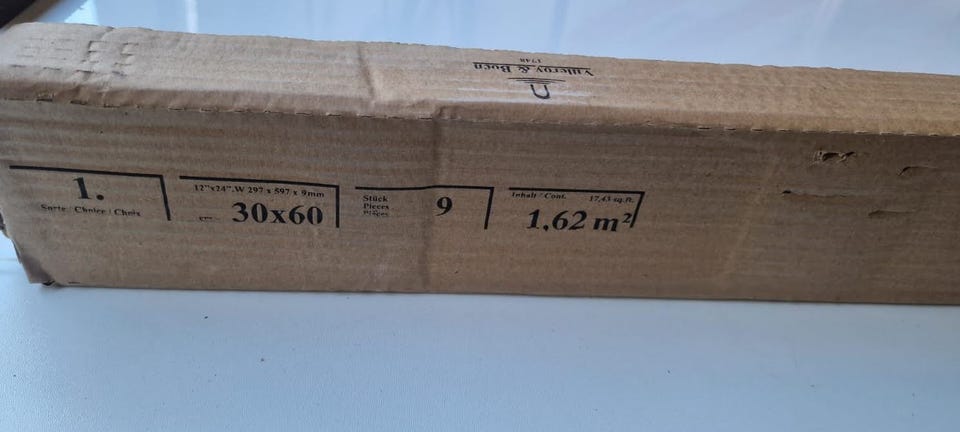 Villeroy & Boch
1748
1.
Sorte / Choice / Choix
12"x24".W 297 x 597 x 9mm
30x60
Stück
Pieces
Pièces
9
Inhalt / Cont. 17,43 sq.ft.
1,62 m²